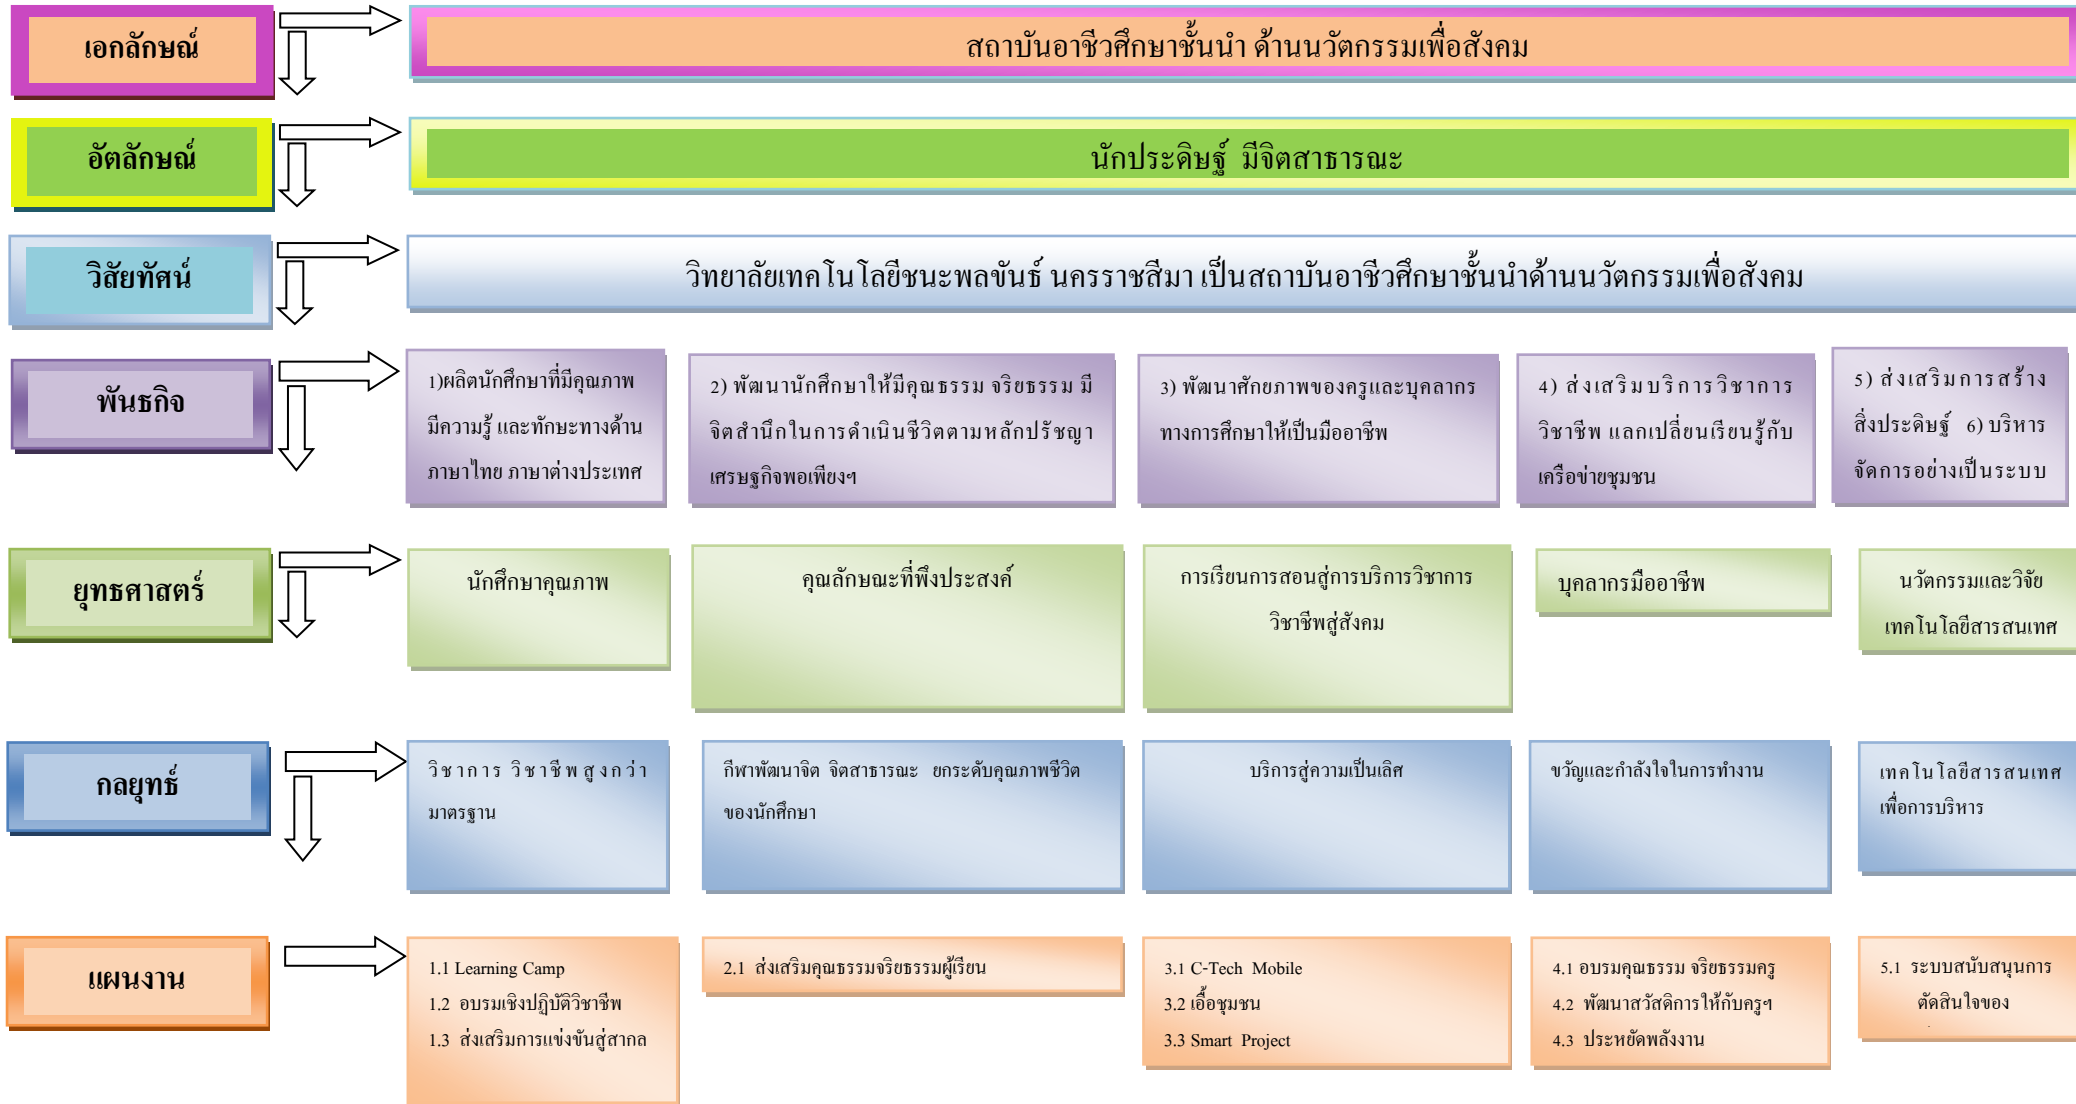 เอกลักษณ์
สถาบันอาชีวศึกษาชั้นนำ ด้านนวัตกรรมเพื่อสังคม
อัตลักษณ์
นักประดิษฐ์ มีจิตสาธารณะ
วิสัยทัศน์
วิทยาลัยเทคโนโลยีชนะพลขันธ์ นครราชสีมา เป็นสถาบันอาชีวศึกษาชั้นนำด้านนวัตกรรมเพื่อสังคม
พันธกิจ
1)ผลิตนักศึกษาที่มีคุณภาพ
มีความรู้ และทักษะทางด้าน
ภาษาไทย ภาษาต่างประเทศ
2) พัฒนานักศึกษาให้มีคุณธรรม จริยธรรม มี
จิตสำนึกในการดำเนินชีวิตตามหลักปรัชญา
เศรษฐกิจพอเพียงฯ
3) พัฒนาศักยภาพของครูและบุคลากร
ทางการศึกษาให้เป็นมืออาชีพ
4) ส่งเสริมบริการวิชาการ
วิชาชีพ แลกเปลี่ยนเรียนรู้กับ
เครือข่ายชุมชน
5) ส่งเสริมการสร้าง
สิ่งประดิษฐ์ 6) บริหาร
จัดการอย่างเป็นระบบ
ยุทธศาสตร์
นักศึกษาคุณภาพ
คุณลักษณะที่พึงประสงค์
การเรียนการสอนสู่การบริการวิชาการ
วิชาชีพสู่สังคม
บุคลากรมืออาชีพ
นวัตกรรมและวิจัย
เทคโนโลยีสารสนเทศ
กลยุทธ์
วิชาการ วิชาชีพสูงกว่า
มาตรฐาน
กีฬาพัฒนาจิต จิตสาธารณะ ยกระดับคุณภาพชีวิต
ของนักศึกษา
บริการสู่ความเป็นเลิศ
ขวัญและกำลังใจในการทำงาน
เทคโนโลยีสารสนเทศ
เพื่อการบริหาร
แผนงาน
1.1 Learning Camp
1.2 อบรมเชิงปฏิบัติวิชาชีพ
1.3 ส่งเสริมการแข่งขันสู่สากล
2.1 ส่งเสริมคุณธรรมจริยธรรมผู้เรียน
3.1 C-Tech Mobile
3.2 เอื้อชุมชน
3.3 Smart Project
4.1 อบรมคุณธรรม จริยธรรมครู
4.2 พัฒนาสวัสดิการให้กับครูฯ
4.3 ประหยัดพลังงาน
5.1 ระบบสนับสนุนการ
ตัดสินใจของ